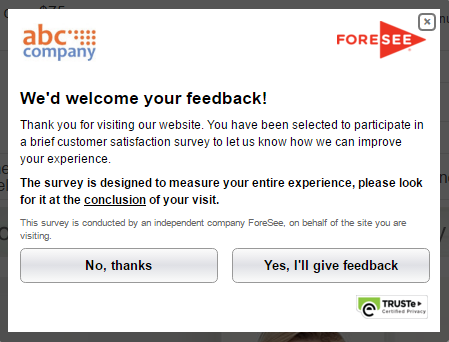 $75
abc
company
FORESEE
We'd welcome your feedback!
Thank you for visiting our website. You have been selected to participate in
a brief customer satisfaction survey to let us know how we can improve
your experience.
The survey is designed to measure your entire experience, please look
for it at the conclusion of your visit.
This survey is conducted by an independent company ForeSee, on behalf of the site you are
visiting.
No, thanks
Yes, I'll give feedback
TRUSTe
Certified Privacy